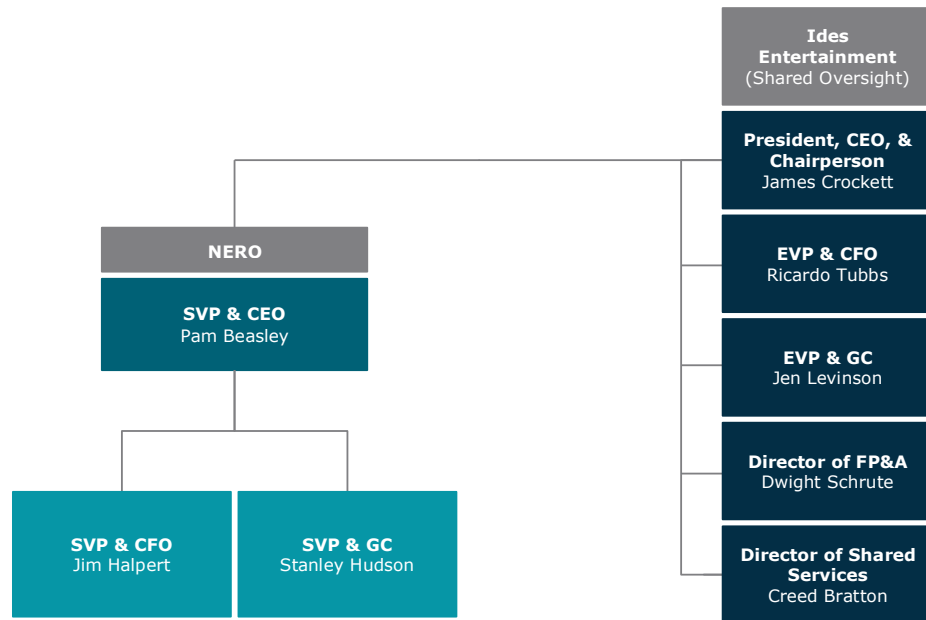 Ides
Entertainment
(Shared Oversight)
President, CEO, &
Chairperson
James Crockett
NERO
EVP & CFO
Ricardo Tubbs
SVP & CEO
Pam Beasley
EVP & GC
Jen Levinson
Director of FP&A
Dwight Schrute
SVP & CFO
Jim Halpert
SVP & GC
Stanley Hudson
Director of Shared
Services
Creed Bratton